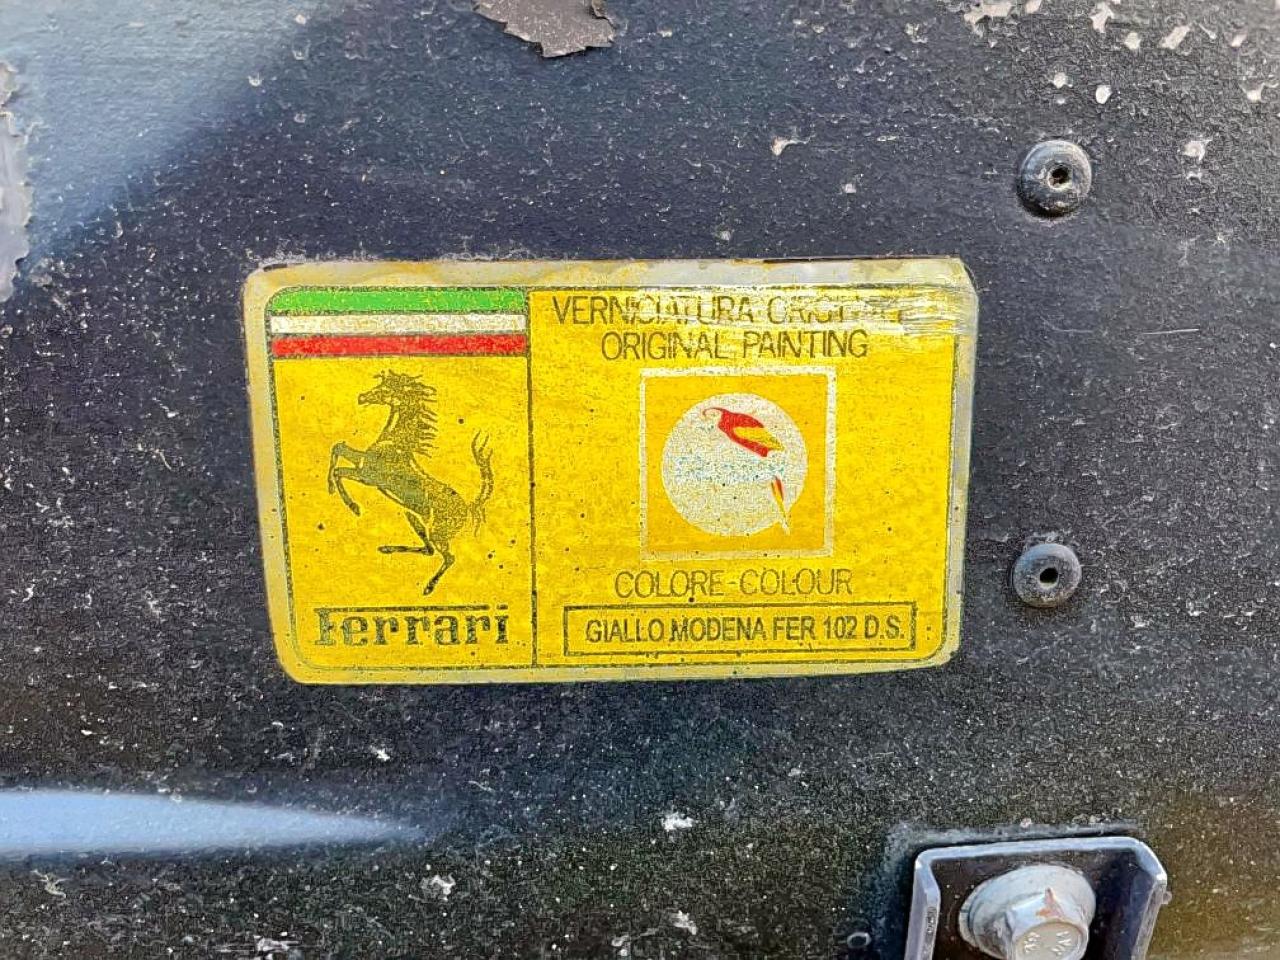 VERNICIATURA
ORIGINAL PAINTING
COLORE-COLOUR
GIALLO MODENA FER 102 D.S.
Ferrari